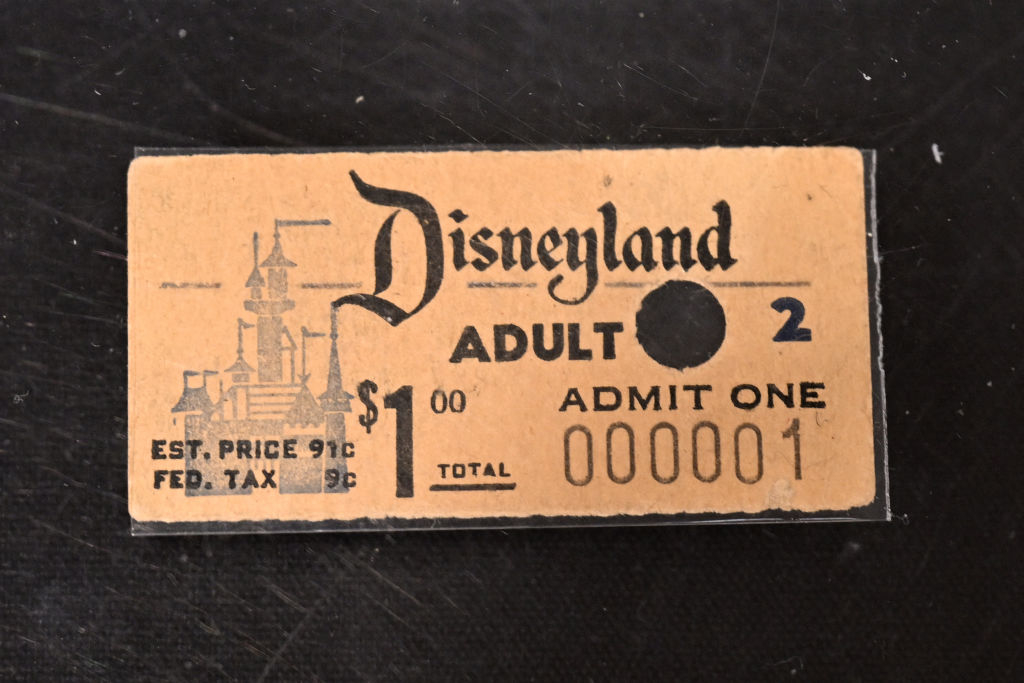 Disneyland
ADULT 2
$1 00 TOTAL
ADMIT ONE
000001
EST. PRICE 91c
FED. TAX 9c